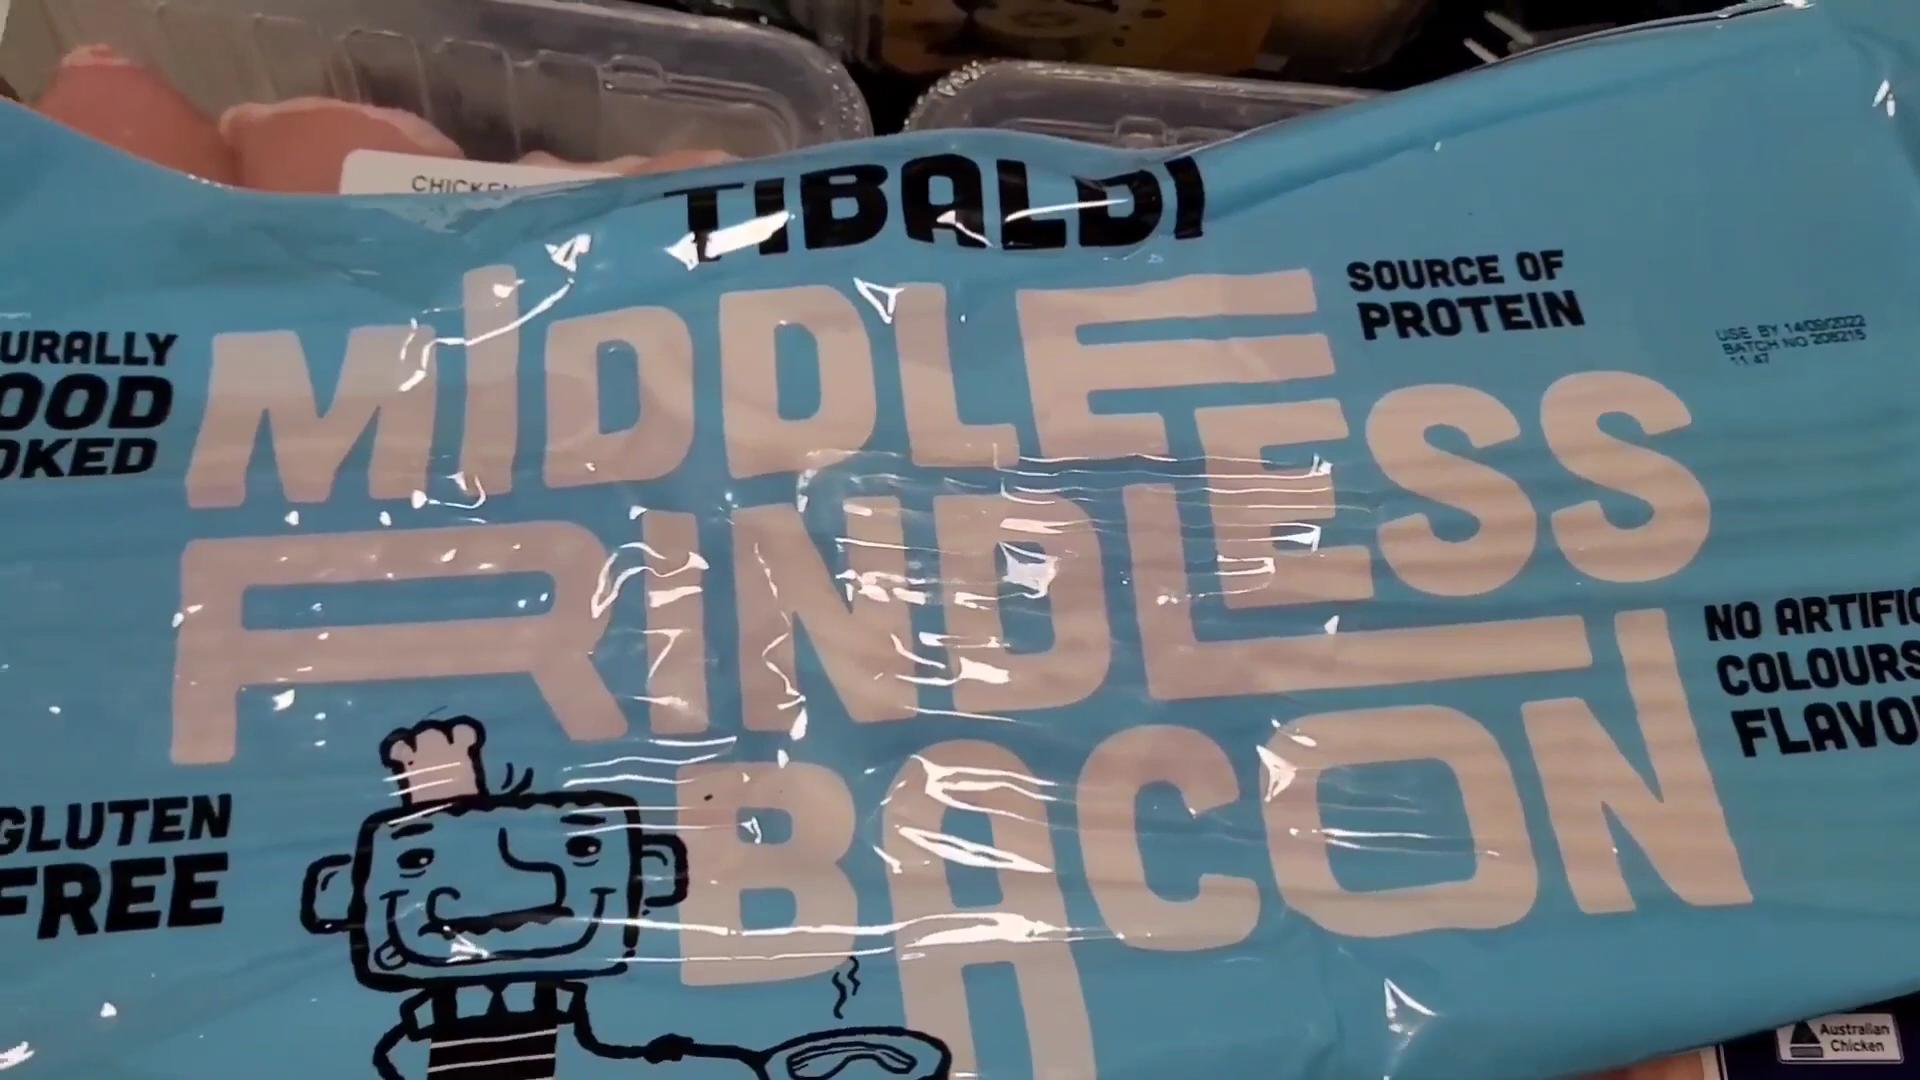 CHICKEN
TIBALDI
MIDDLE
RINDLESS
BACON
SOURCE OF
PROTEIN
USE BY 14/09/2022
BATCH NO 208215
11:47
URALLY
OOD
OKED
NO ARTIFIC
COLOURS
FLAVO
GLUTEN
FREE
Australian
Chicken